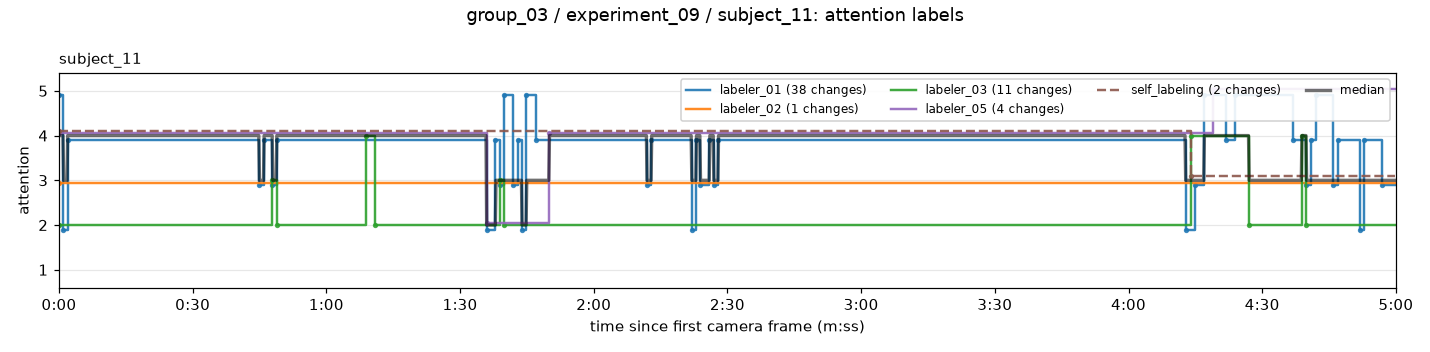 group_03 / experiment_09 / subject_11: attention labels
subject_11
labeler_01 (38 changes)
labeler_02 (1 changes)
labeler_03 (11 changes)
labeler_05 (4 changes)
self_labeling (2 changes)
median
attention
5
4
3
2
1
0:00 0:30 1:00 1:30 2:00 2:30 3:00 3:30 4:00 4:30 5:00
time since first camera frame (m:ss)